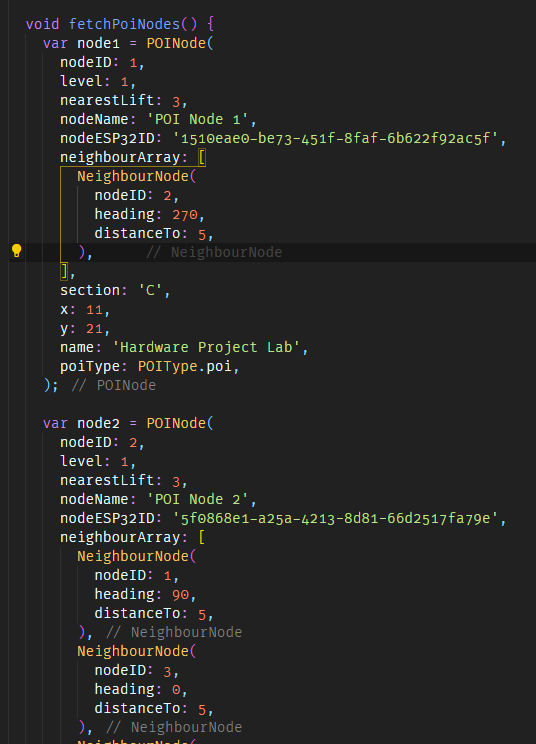 void fetchPoiNodes() {
var node1 = POINode(
nodeID: 1,
level: 1,
nearestLift: 3,
nodeName: 'POI Node 1',
nodeESP32ID: '1510eae0-be73-451f-8faf-6b622f92ac5f',
neighbourArray: [
NeighbourNode(
nodeID: 2,
heading: 270,
distanceTo: 5,
), // NeighbourNode
],
section: 'C',
x: 11,
y: 21,
name: 'Hardware Project Lab',
poiType: POIType.poi,
); // POINode
var node2 = POINode(
nodeID: 2,
level: 1,
nearestLift: 3,
nodeName: 'POI Node 2',
nodeESP32ID: '5f0868e1-a25a-4213-8d81-66d2517fa79e',
neighbourArray: [
NeighbourNode(
nodeID: 1,
heading: 90,
distanceTo: 5,
), // NeighbourNode
NeighbourNode(
nodeID: 3,
heading: 0,
distanceTo: 5,
), // NeighbourNode